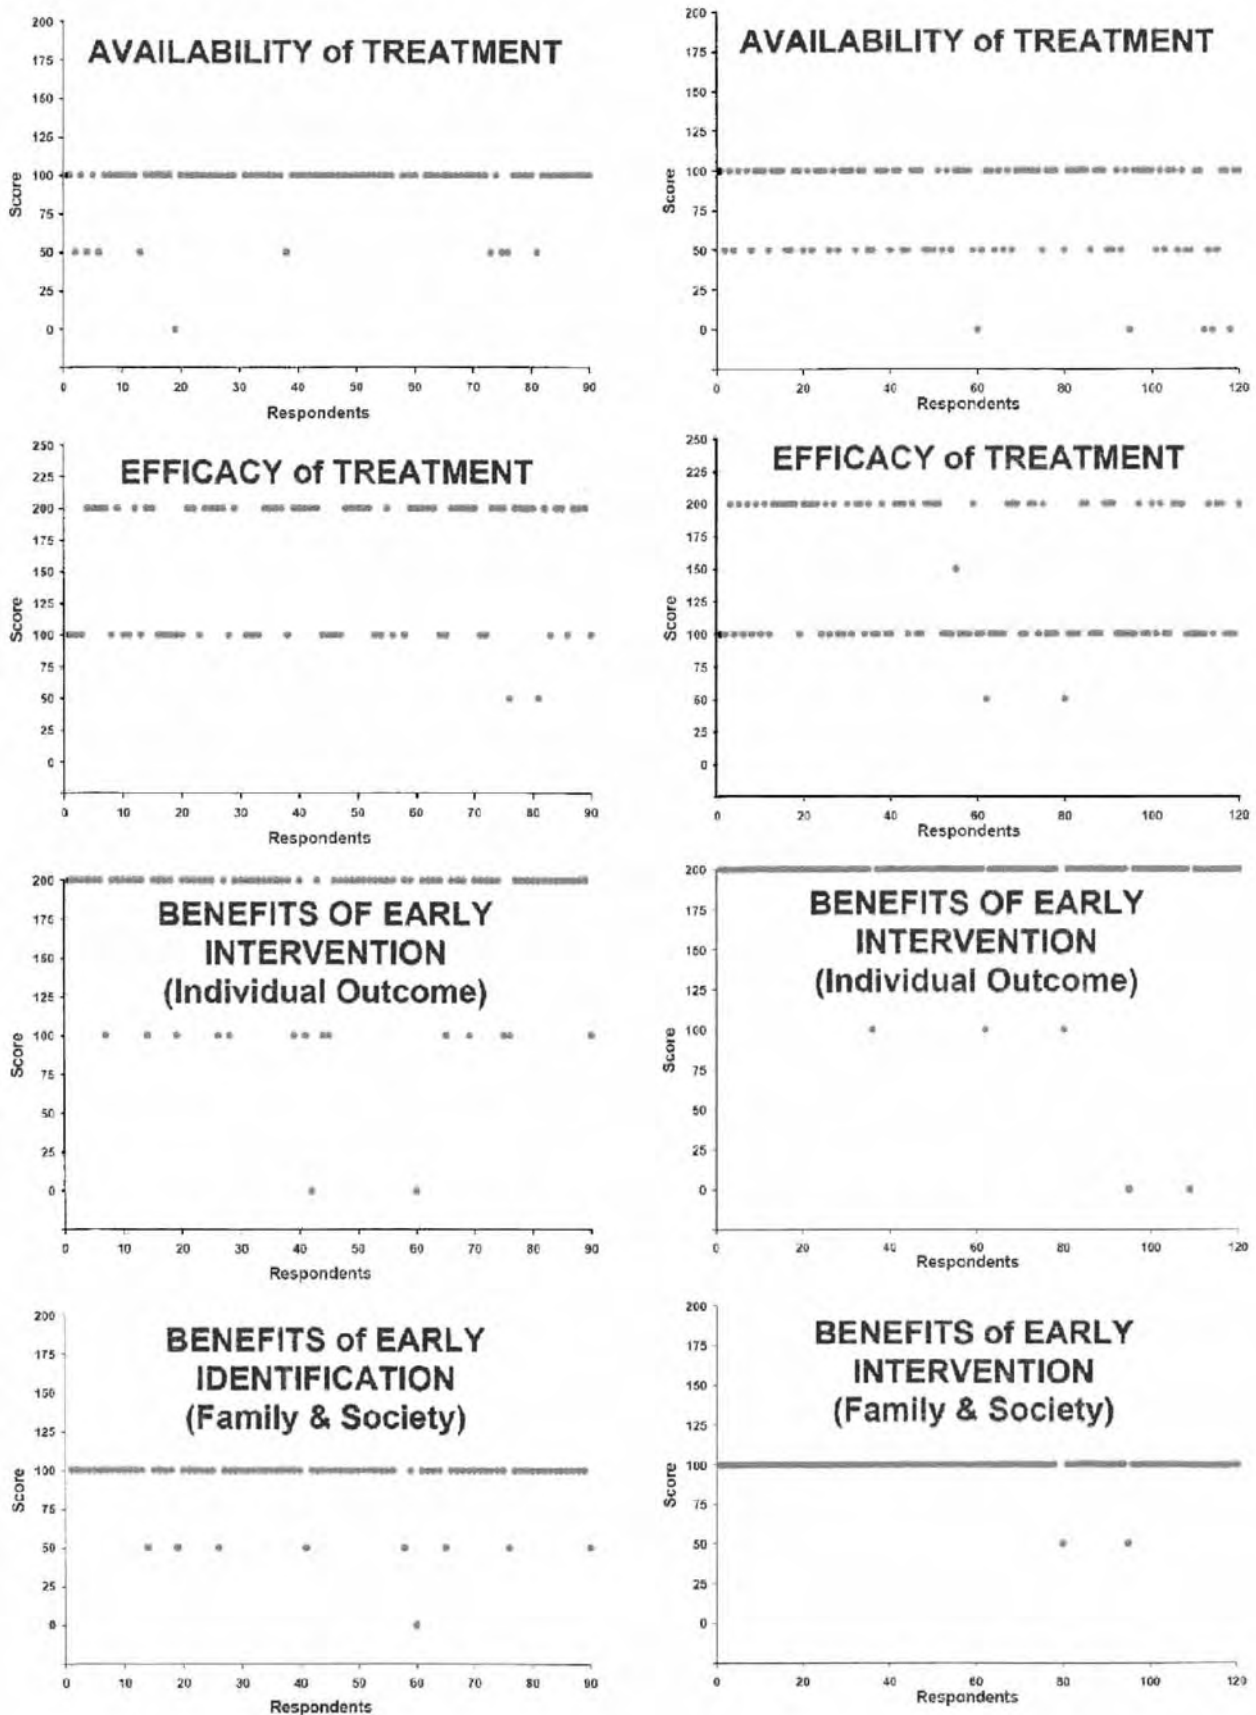 AVAILABILITY of TREATMENT
200
175
150
125
100
75
50
25
0
Score
0 10 20 30 40 50 60 70 80 90
Respondents
AVAILABILITY of TREATMENT
200
175
150
125
100
75
50
25
0
Score
0 20 40 60 80 100 120
Respondents
EFFICACY of TREATMENT
250
225
200
175
150
125
100
75
50
25
0
Score
0 10 20 30 40 50 60 70 80 90
Respondents
EFFICACY of TREATMENT
250
225
200
175
150
125
100
75
50
25
0
Score
0 20 40 60 80 100 120
Respondents
BENEFITS OF EARLY
INTERVENTION
(Individual Outcome)
200
175
150
125
100
75
50
25
0
Score
0 10 20 30 40 50 60 70 80 90
Respondents
BENEFITS OF EARLY
INTERVENTION
(Individual Outcome)
200
175
150
125
100
75
50
25
0
Score
0 20 40 60 80 100 120
Respondents
BENEFITS of EARLY
IDENTIFICATION
(Family & Society)
200
175
150
125
100
75
50
25
0
Score
0 10 20 30 40 50 60 70 80 90
Respondents
BENEFITS of EARLY
INTERVENTION
(Family & Society)
200
175
150
125
100
75
50
25
0
Score
0 20 40 60 80 100 120
Respondents